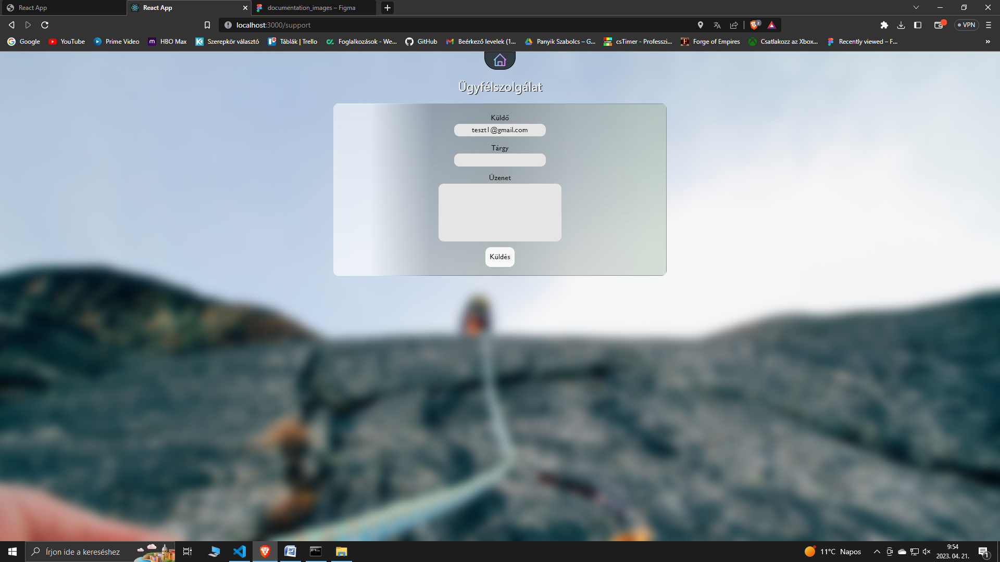 React App
React App
documentation_images – Figma
localhost:3000/support
2
VPN
Google
YouTube
Prime Video
HBO Max
Szerepkör választó
Táblák | Trello
Foglalkozások - We...
GitHub
Beérkező levelek (1...
Panyik Szabolcs – G...
csTimer - Professzi...
Forge of Empires
Csatlakozz az Xbox...
Recently viewed – F...
Ügyfélszolgálat
Küldő
teszt1@gmail.com
Tárgy
Üzenet
Küldés
Írjon ide a kereséshez
11°C Napos
9:54
2023. 04. 21.
1